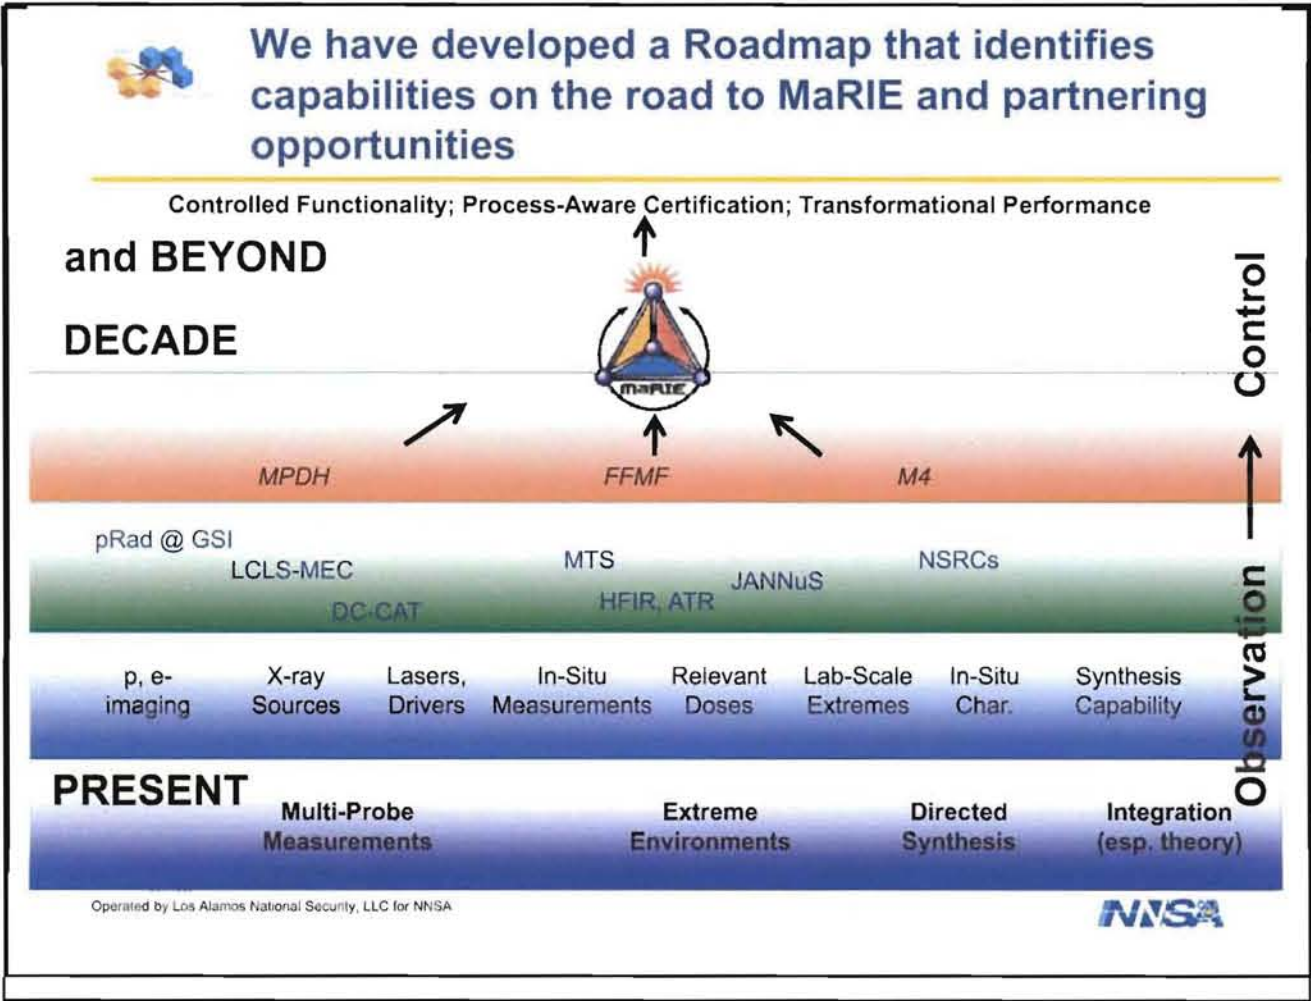 We have developed a Roadmap that identifies
capabilities on the road to MaRIE and partnering
opportunities
Controlled Functionality; Process-Aware Certification; Transformational Performance
and BEYOND
DECADE
MaRIE
Control
MPDH FFMF M4
pRad @ GSI
LCLS-MEC MTS NSRCs
JANNuS
DC-CAT HFIR, ATR
Observation
p, e- X-ray Lasers, In-Situ Relevant Lab-Scale In-Situ Synthesis
imaging Sources Drivers Measurements Doses Extremes Char. Capability
PRESENT
Multi-Probe Extreme Directed Integration
Measurements Environments Synthesis (esp. theory)
Operated by Los Alamos National Security, LLC for NNSA
NNSA